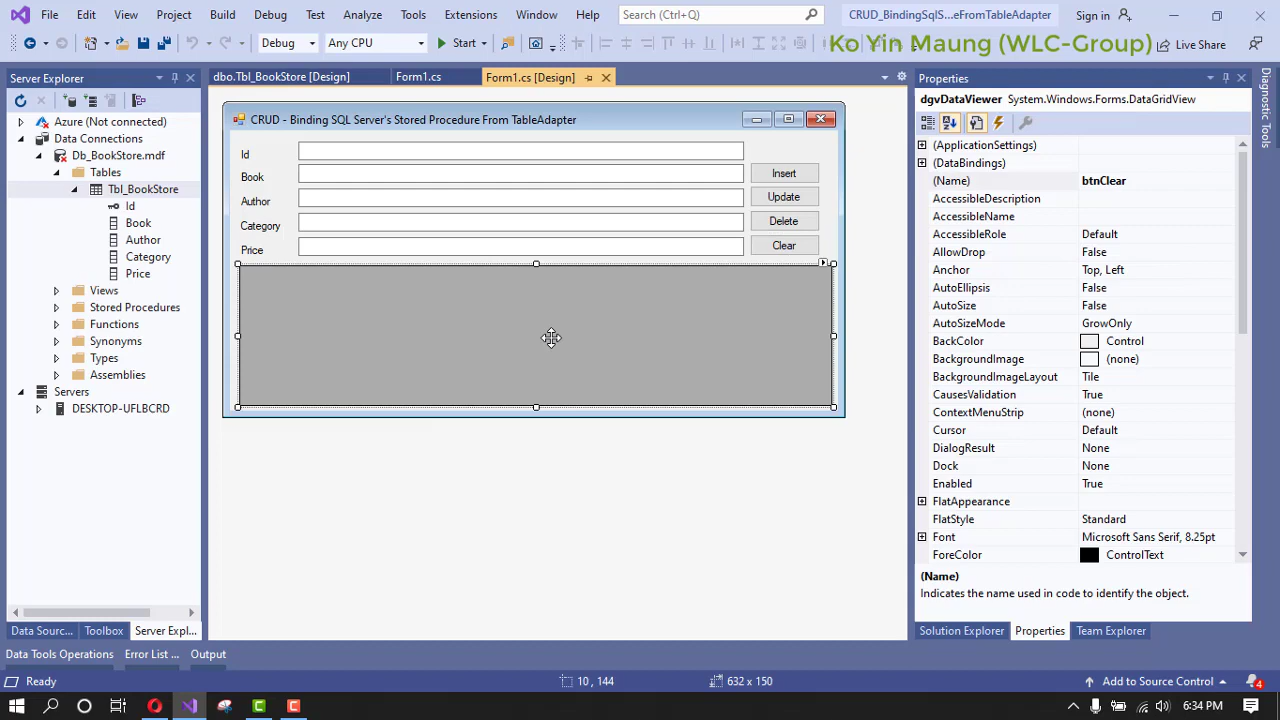 File Edit View Project Build Debug Test Analyze Tools Extensions Window Help Search (Ctrl+Q) CRUD_BindingSqlS...eFromTableAdapter Sign in
Debug Any CPU Start Live Share
Ko Yin Maung (WLC-Group)
Server Explorer
dbo.Tbl_BookStore [Design] Form1.cs Form1.cs [Design]
Azure (Not connected)
Data Connections
Db_BookStore.mdf
Tables
Tbl_BookStore
Id
Book
Author
Category
Price
Views
Stored Procedures
Functions
Synonyms
Types
Assemblies
Servers
DESKTOP-UFLBCRD
Data Sourc... Toolbox Server Expl...
CRUD - Binding SQL Server's Stored Procedure From TableAdapter
Id
Book Insert
Author Update
Category Delete
Price Clear
Properties
dgvDataViewer System.Windows.Forms.DataGridView
(ApplicationSettings)
(DataBindings)
(Name) btnClear
AccessibleDescription
AccessibleName
AccessibleRole Default
AllowDrop False
Anchor Top, Left
AutoEllipsis False
AutoSize False
AutoSizeMode GrowOnly
BackColor Control
BackgroundImage (none)
BackgroundImageLayout Tile
CausesValidation True
ContextMenuStrip (none)
Cursor Default
DialogResult None
Dock None
Enabled True
FlatAppearance
FlatStyle Standard
Font Microsoft Sans Serif, 8.25pt
ForeColor ControlText
(Name)
Indicates the name used in code to identify the object.
Solution Explorer Properties Team Explorer
Diagnostic Tools
Data Tools Operations Error List ... Output
Ready 10 , 144 632 x 150 Add to Source Control 4
6:34 PM